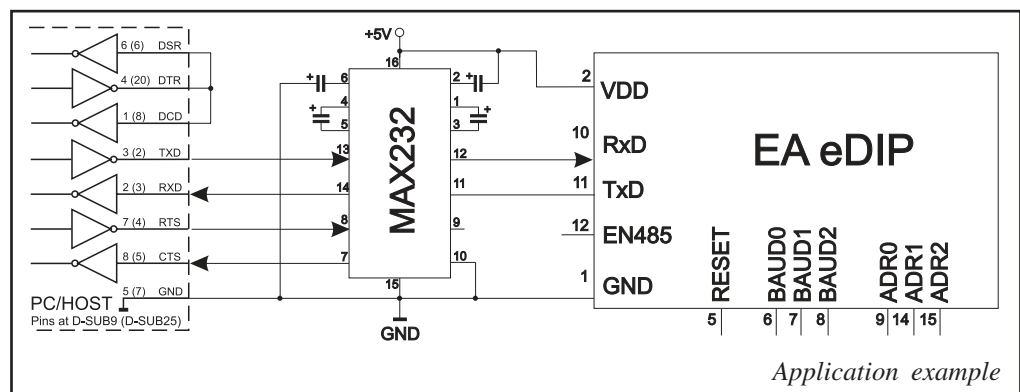 +5V
6 (6) DSR
4 (20) DTR
1 (8) DCD
3 (2) TXD
2 (3) RXD
7 (4) RTS
8 (5) CTS
5 (7) GND
PC/HOST
Pins at D-SUB9 (D-SUB25)
16
6
2
4
1
5
3
13
12
14
11
8
9
7
10
15
MAX232
+
+
+
+
GND
EA eDIP
2 VDD
10 RxD
11 TxD
12 EN485
1 GND
RESET
BAUD0
BAUD1
BAUD2
ADR0
ADR1
ADR2
5 6 7 8 9 14 15
Application example